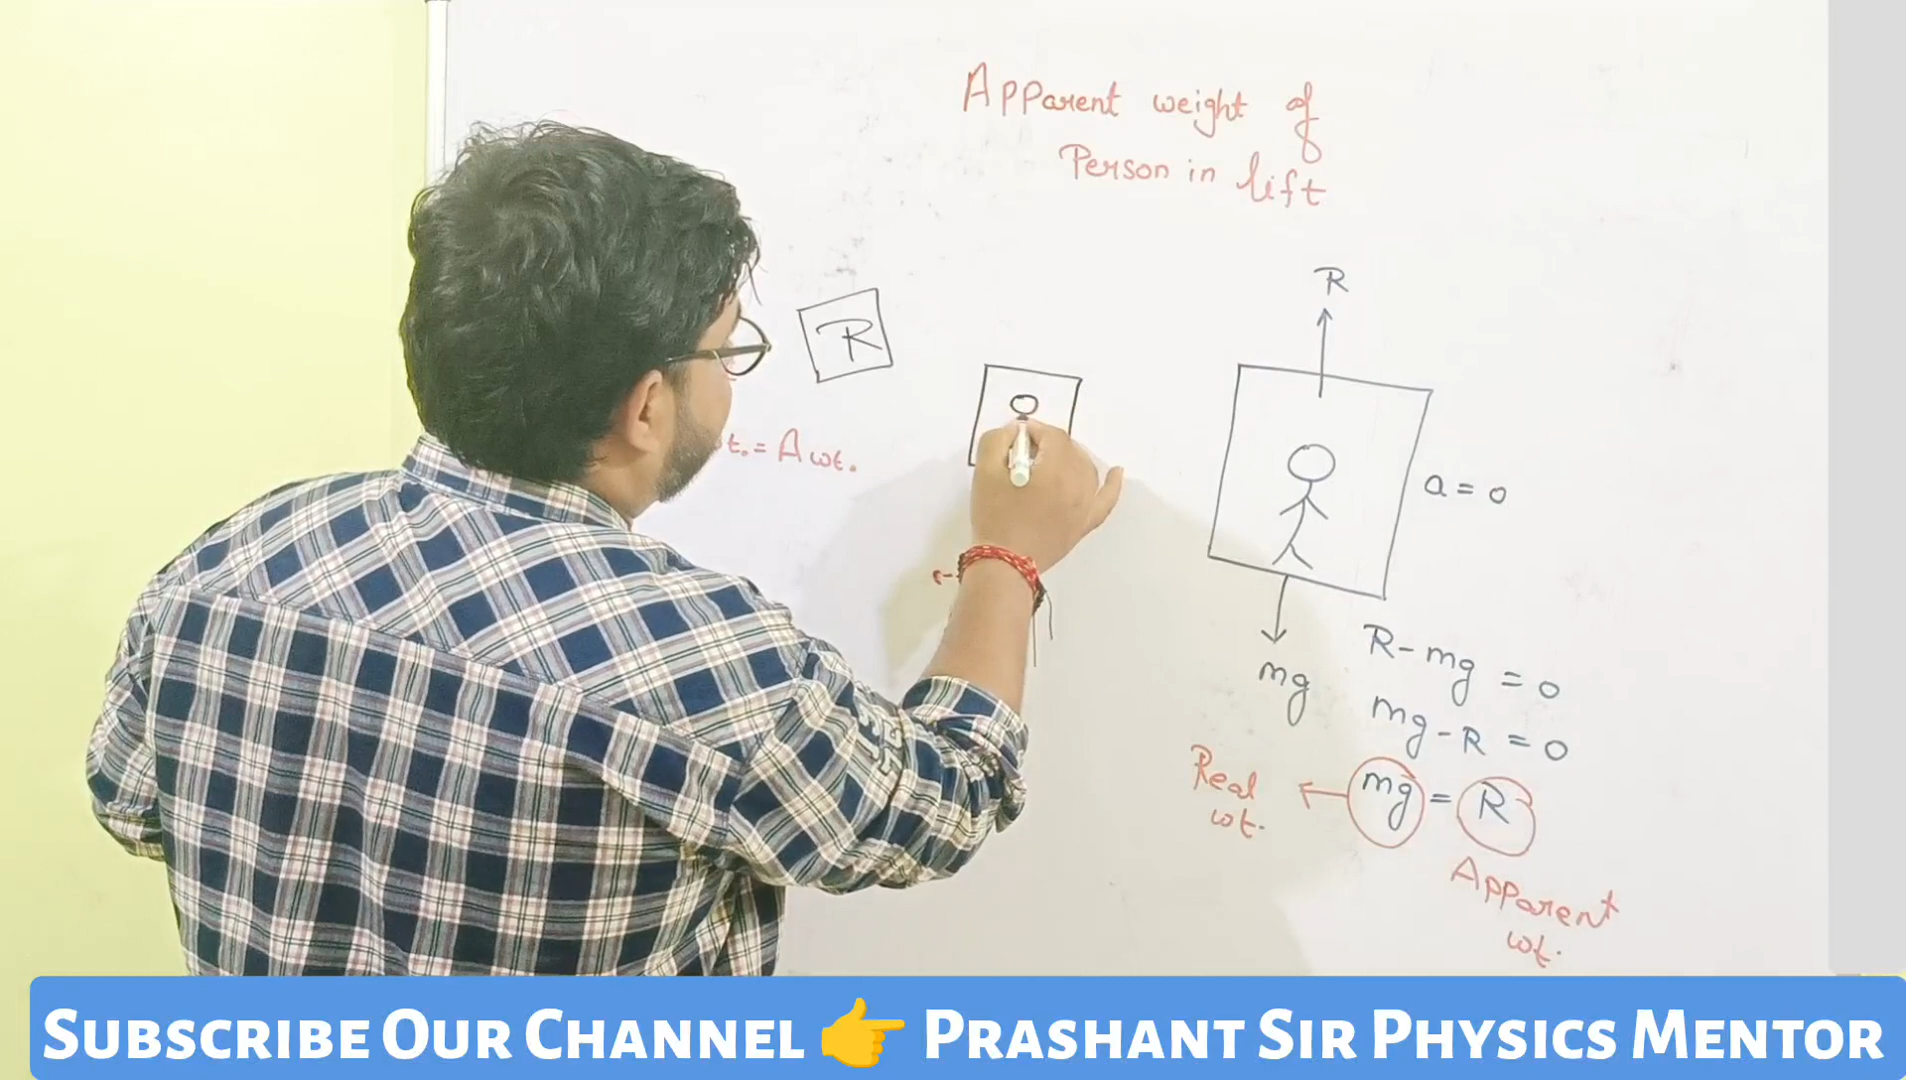 Apparent weight of
Person in lift
R
R
wt. = A wt.
a = 0
mg
R - mg = 0
mg - R = 0
mg = R
Real
wt.
Apparent
wt.
SUBSCRIBE OUR CHANNEL 👉 PRASHANT SIR PHYSICS MENTOR